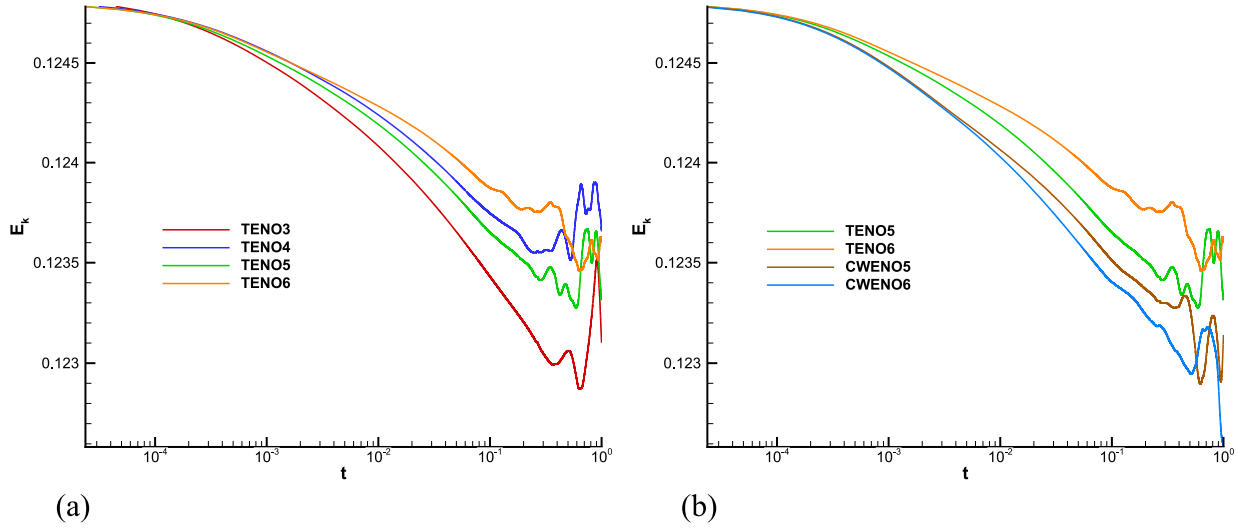 0.1245
0.124
0.1235
0.123
E_k
TENO3
TENO4
TENO5
TENO6
10^-4
10^-3
10^-2
10^-1
10^0
t
(a)
0.1245
0.124
0.1235
0.123
E_k
TENO5
TENO6
CWENO5
CWENO6
10^-4
10^-3
10^-2
10^-1
10^0
t
(b)